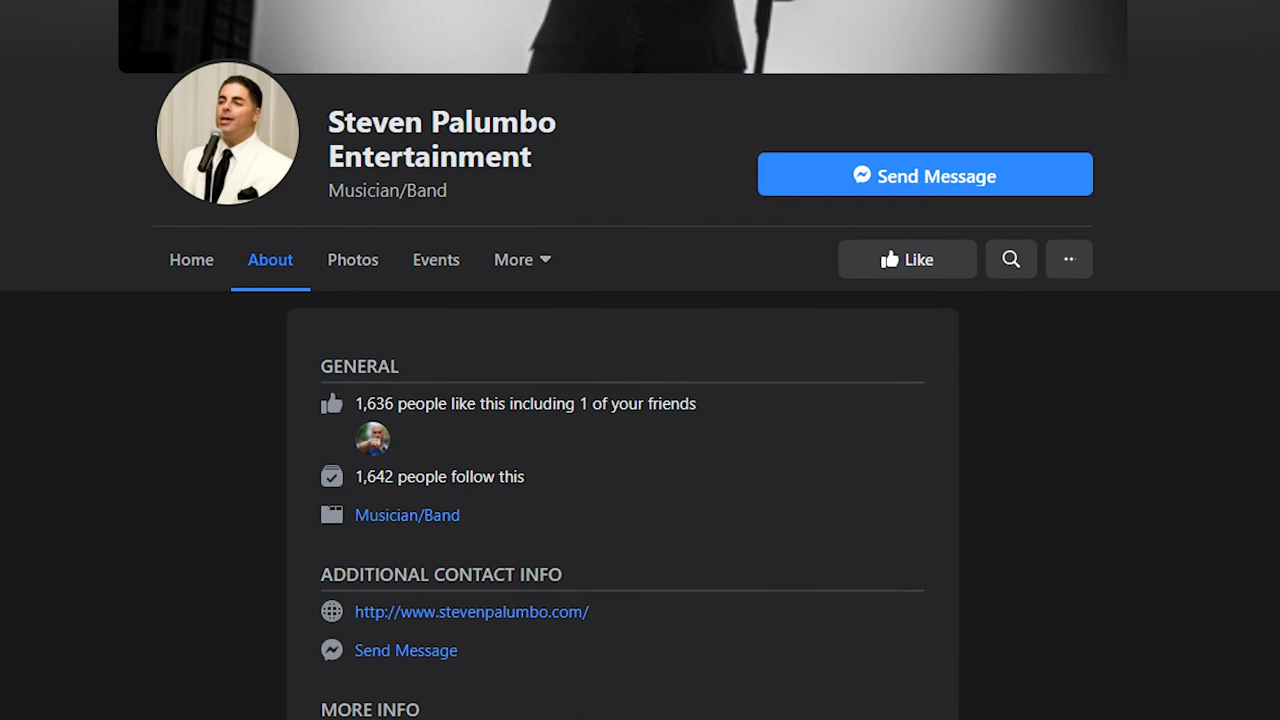 Steven Palumbo
Entertainment
Musician/Band
Send Message
Home About Photos Events More Like
GENERAL
1,636 people like this including 1 of your friends
1,642 people follow this
Musician/Band
ADDITIONAL CONTACT INFO
http://www.stevenpalumbo.com/
Send Message
MORE INFO